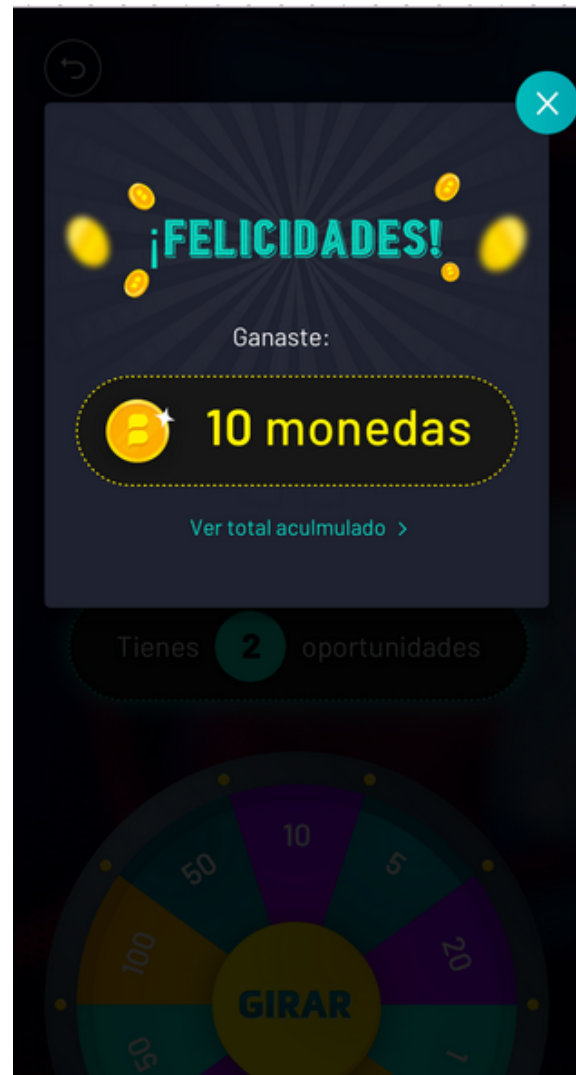 ¡FELICIDADES!
Ganaste:
10 monedas
Ver total aculmulado >
Tienes 2 oportunidades
10
50
5
100
20
GIRAR
50
1